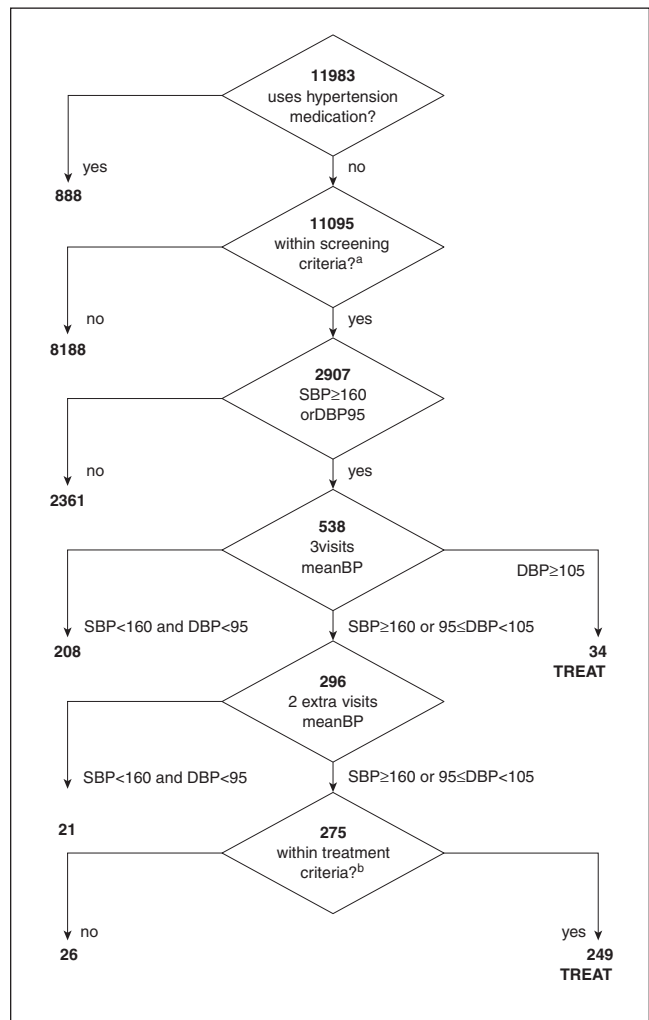 11983
uses hypertension
medication?
yes
no
888
11095
within screening
criteria?a
no
yes
8188
2907
SBP≥160
orDBP95
no
yes
2361
538
3visits
meanBP
DBP≥105
SBP<160 and DBP<95
SBP≥160 or 95≤DBP<105
208
34
TREAT
296
2 extra visits
meanBP
SBP<160 and DBP<95
SBP≥160 or 95≤DBP<105
21
275
within treatment
criteria?b
no
yes
26
249
TREAT